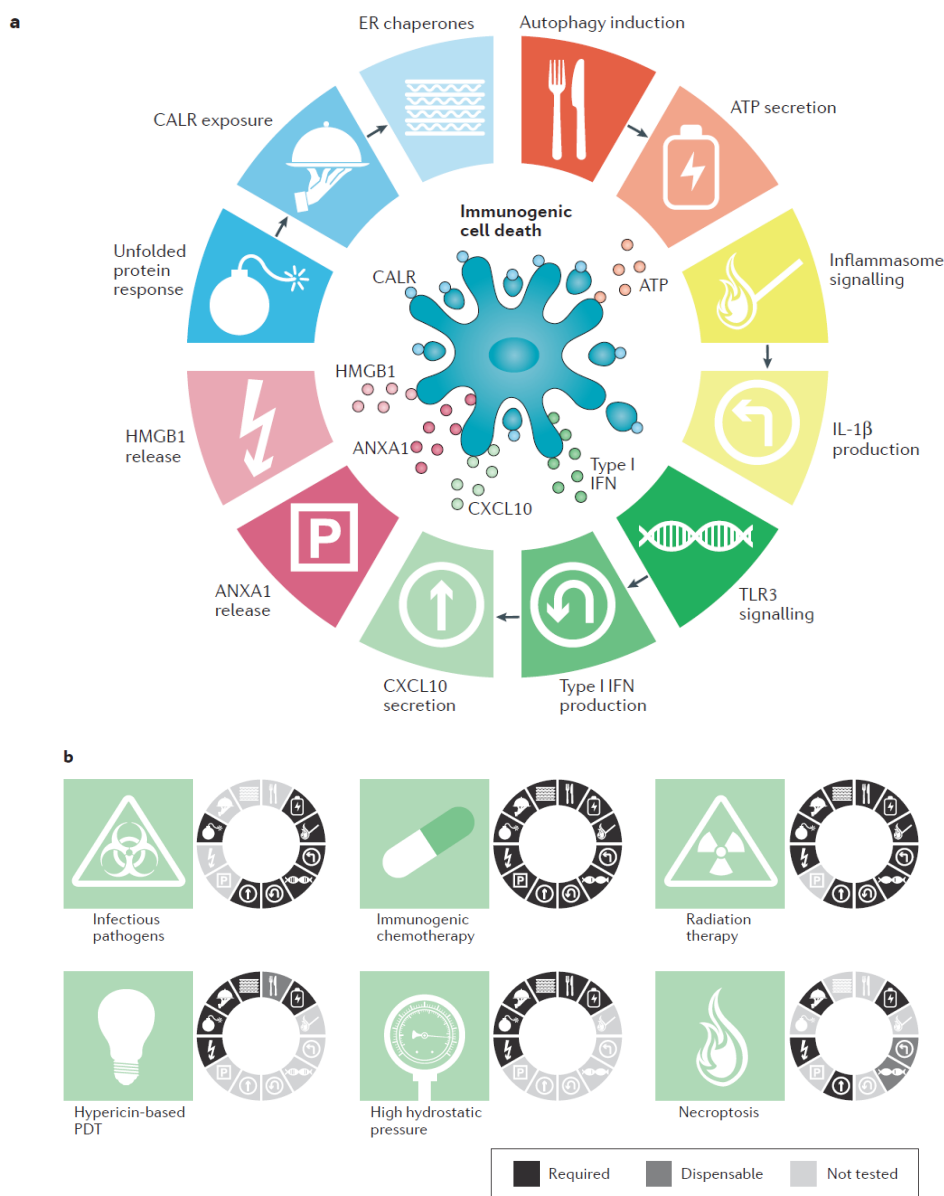 a
ER chaperones
Autophagy induction
CALR exposure
ATP secretion
Unfolded
protein
response
Immunogenic
cell death
CALR
ATP
Inflammasome
signalling
HMGB1
HMGB1
release
ANXA1
CXCL10
Type I
IFN
IL-1β
production
P
ANXA1
release
TLR3
signalling
CXCL10
secretion
Type I IFN
production
b
P
P
P
Infectious
pathogens
Immunogenic
chemotherapy
Radiation
therapy
P
P
P
Hypericin-based
PDT
High hydrostatic
pressure
Necroptosis
Required
Dispensable
Not tested